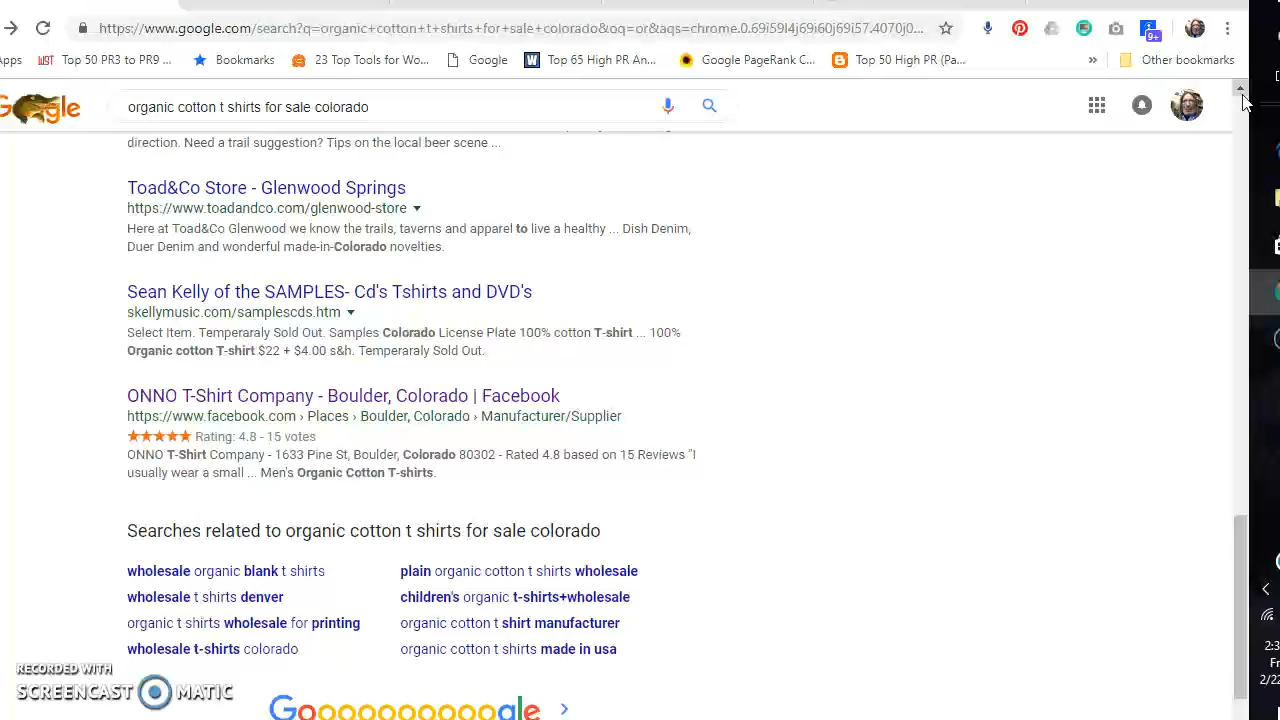 https://www.google.com/search?q=organic+cotton+t+shirts+for+sale+colorado&oq=or&aqs=chrome.0.69i59l4j69i60j69i57.4070j0...
9+
pps
Top 50 PR3 to PR9 ...
Bookmarks
23 Top Tools for Wo...
Google
Top 65 High PR An...
Google PageRank C...
Top 50 High PR (Pa...
»
Other bookmarks
gle
organic cotton t shirts for sale colorado
direction. Need a trail suggestion? Tips on the local beer scene ...
Toad&Co Store - Glenwood Springs
https://www.toadandco.com/glenwood-store
Here at Toad&Co Glenwood we know the trails, taverns and apparel to live a healthy ... Dish Denim,
Duer Denim and wonderful made-in-Colorado novelties.
Sean Kelly of the SAMPLES- Cd's Tshirts and DVD's
skellymusic.com/samplescds.htm
Select Item. Temperaraly Sold Out. Samples Colorado License Plate 100% cotton T-shirt ... 100%
Organic cotton T-shirt $22 + $4.00 s&h. Temperaraly Sold Out.
ONNO T-Shirt Company - Boulder, Colorado | Facebook
https://www.facebook.com › Places › Boulder, Colorado › Manufacturer/Supplier
Rating: 4.8 - 15 votes
ONNO T-Shirt Company - 1633 Pine St, Boulder, Colorado 80302 - Rated 4.8 based on 15 Reviews "I
usually wear a small ... Men's Organic Cotton T-shirts.
Searches related to organic cotton t shirts for sale colorado
wholesale organic blank t shirts
plain organic cotton t shirts wholesale
wholesale t shirts denver
children's organic t-shirts+wholesale
organic t shirts wholesale for printing
organic cotton t shirt manufacturer
wholesale t-shirts colorado
organic cotton t shirts made in usa
2:3
Fr
2/22
RECORDED WITH
SCREENCAST MATIC
Goooooooooogle